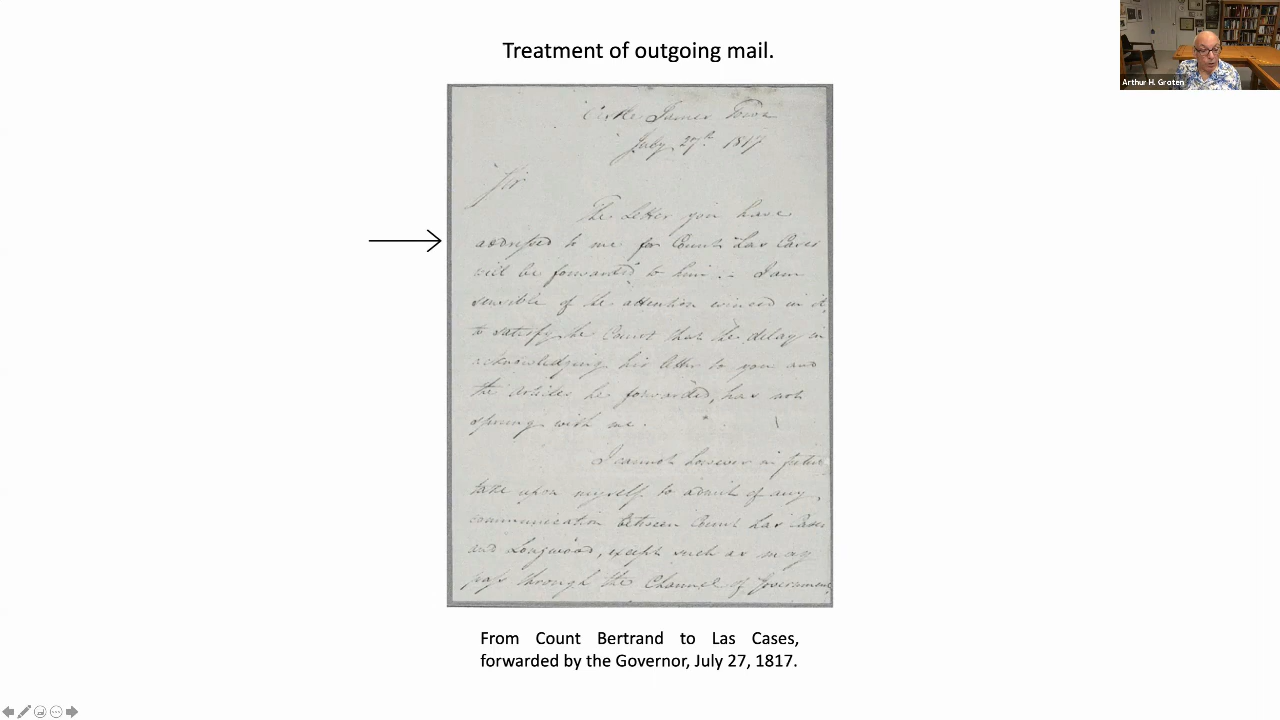 Treatment of outgoing mail.
Arthur H. Groten
Castle James Town
July 27th 1817
Sir
The Letter you have
addressed to me for Count Las Cases
will be forwarded to him. - I am
sensible of the attention evinced in it,
to satisfy the Count that the delay in
acknowledging his letter to you and
the articles he forwarded, has not
sprung with me.
I cannot however in future
take upon myself to admit of any
communication between Count Las Cases
and Longwood, except such as may
pass through the Channel of Government
From Count Bertrand to Las Cases,
forwarded by the Governor, July 27, 1817.